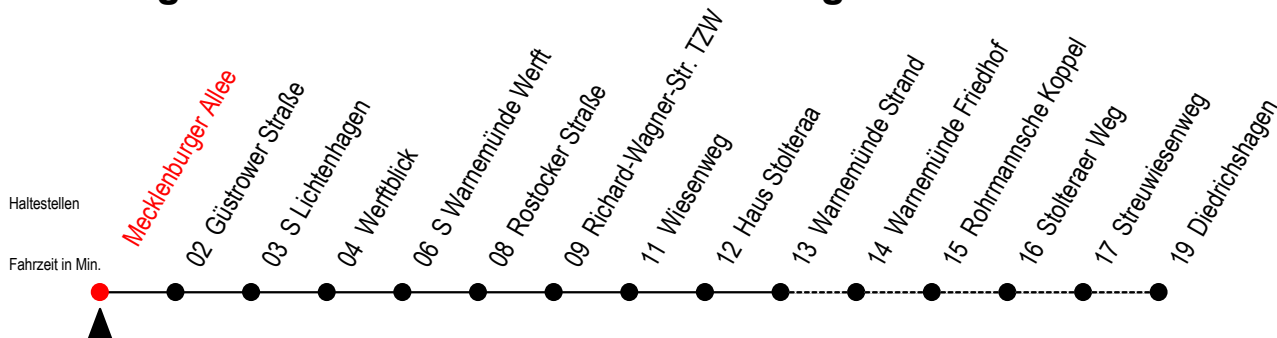 Mecklenburger Allee
02 Güstrower Straße
03 S Lichtenhagen
04 Werftblick
06 S Warnemünde Werft
08 Rostocker Straße
09 Richard-Wagner-Str. TZW
11 Wiesenweg
12 Haus Stolteraa
13 Warnemünde Strand
14 Warnemünde Friedhof
15 Rohrmannsche Koppel
16 Stolteraer Weg
17 Streuwiesenweg
19 Diedrichshagen
Haltestellen
Fahrzeit in Min.